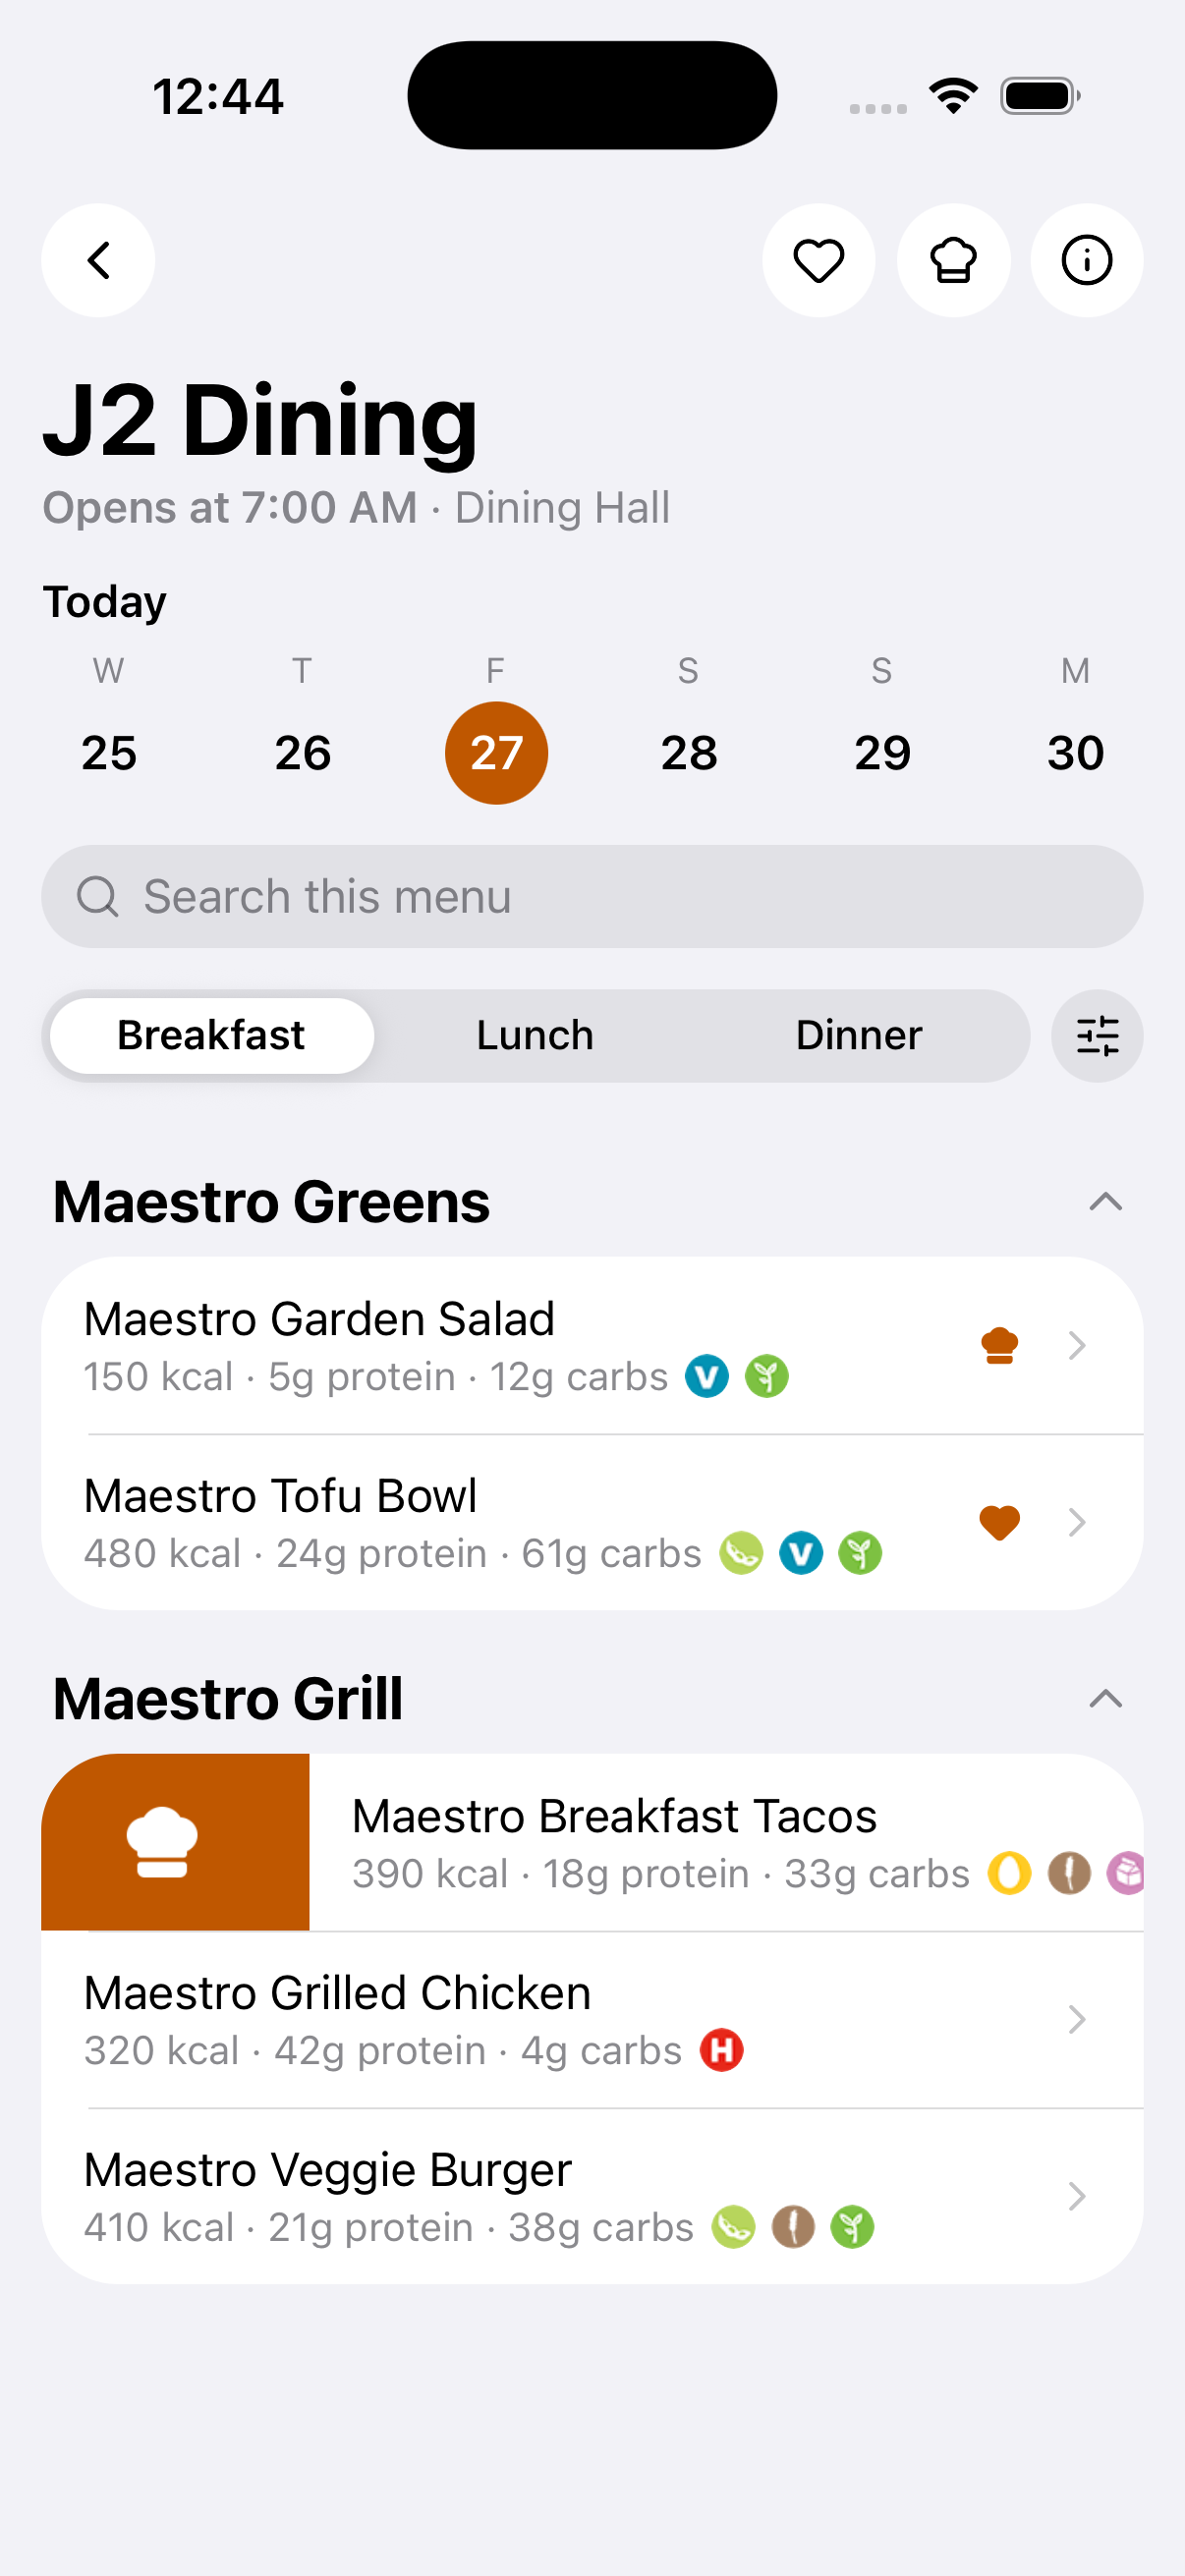 12:44
J2 Dining
Opens at 7:00 AM · Dining Hall
Today
W T F S S M
25 26 27 28 29 30
Search this menu
Breakfast Lunch Dinner
Maestro Greens
Maestro Garden Salad
150 kcal · 5g protein · 12g carbs V
Maestro Tofu Bowl
480 kcal · 24g protein · 61g carbs V
Maestro Grill
Maestro Breakfast Tacos
390 kcal · 18g protein · 33g carbs
Maestro Grilled Chicken
320 kcal · 42g protein · 4g carbs H
Maestro Veggie Burger
410 kcal · 21g protein · 38g carbs